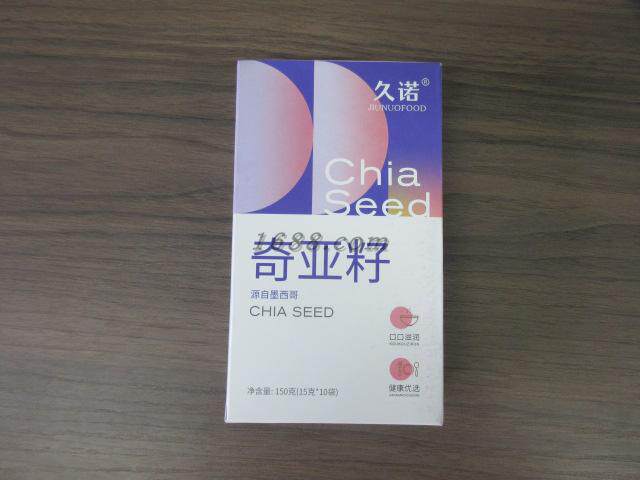 久诺®
JIUNUOFOOD
Chia
Seed
1688.com
奇亚籽
源自墨西哥
CHIA SEED
口口滋润
健康优选
净含量: 150克(15克*10袋)